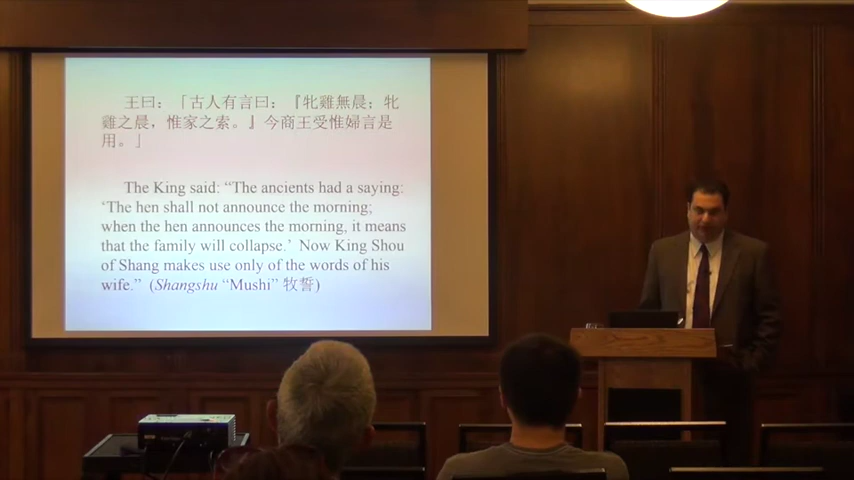 王曰：「古人有言曰：『牝雞無晨；牝
雞之晨，惟家之索。』今商王受惟婦言是
用。」
The King said: “The ancients had a saying:
‘The hen shall not announce the morning;
when the hen announces the morning, it means
that the family will collapse.’ Now King Shou
of Shang makes use only of the words of his
wife.” (Shangshu “Mushi” 牧誓)